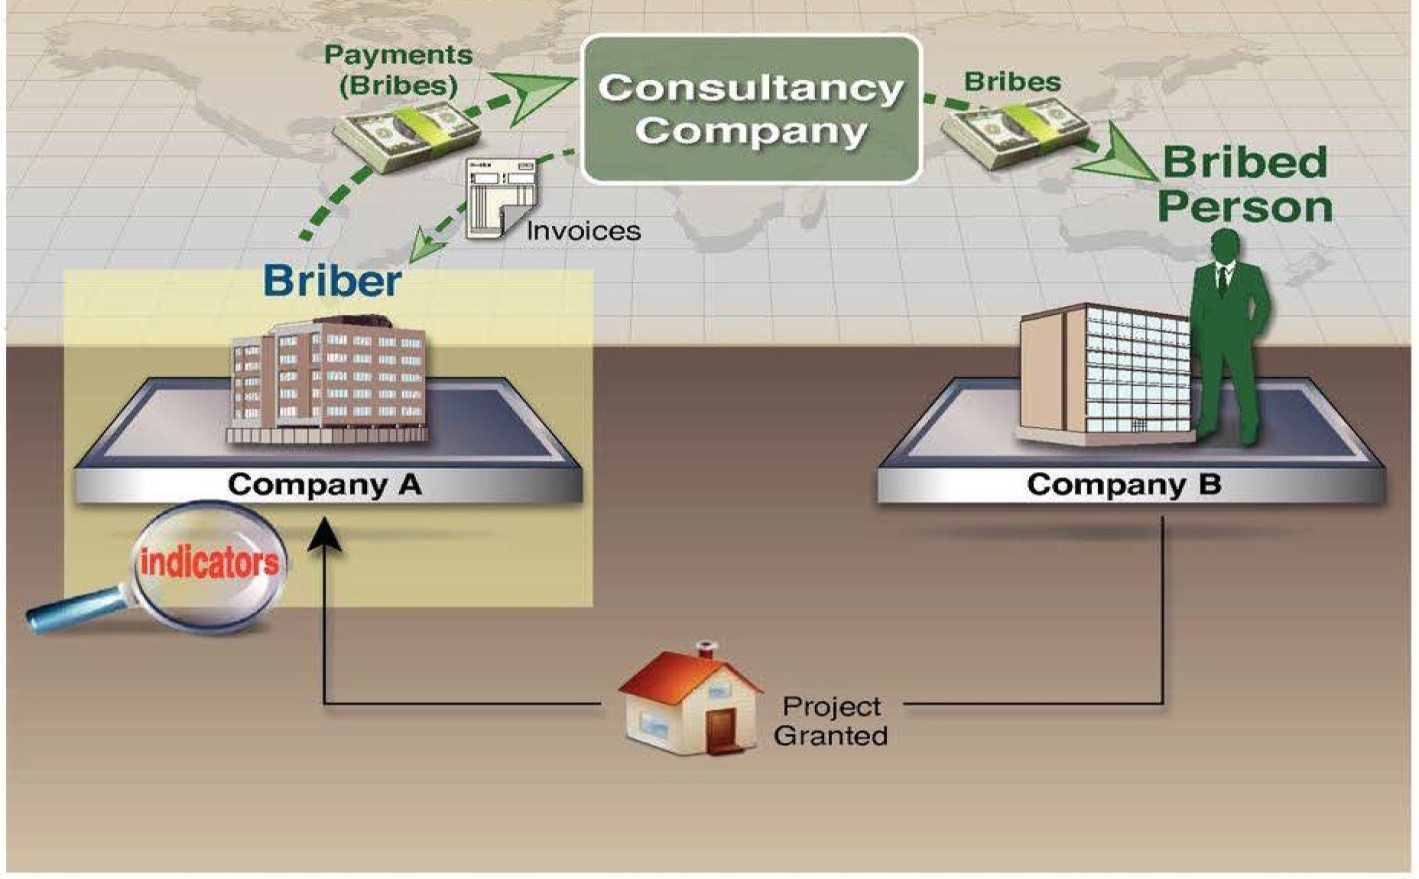 Payments
(Bribes)
Consultancy
Company
Bribes
Bribed
Person
Invoices
Briber
Company A
Company B
indicators
Project
Granted